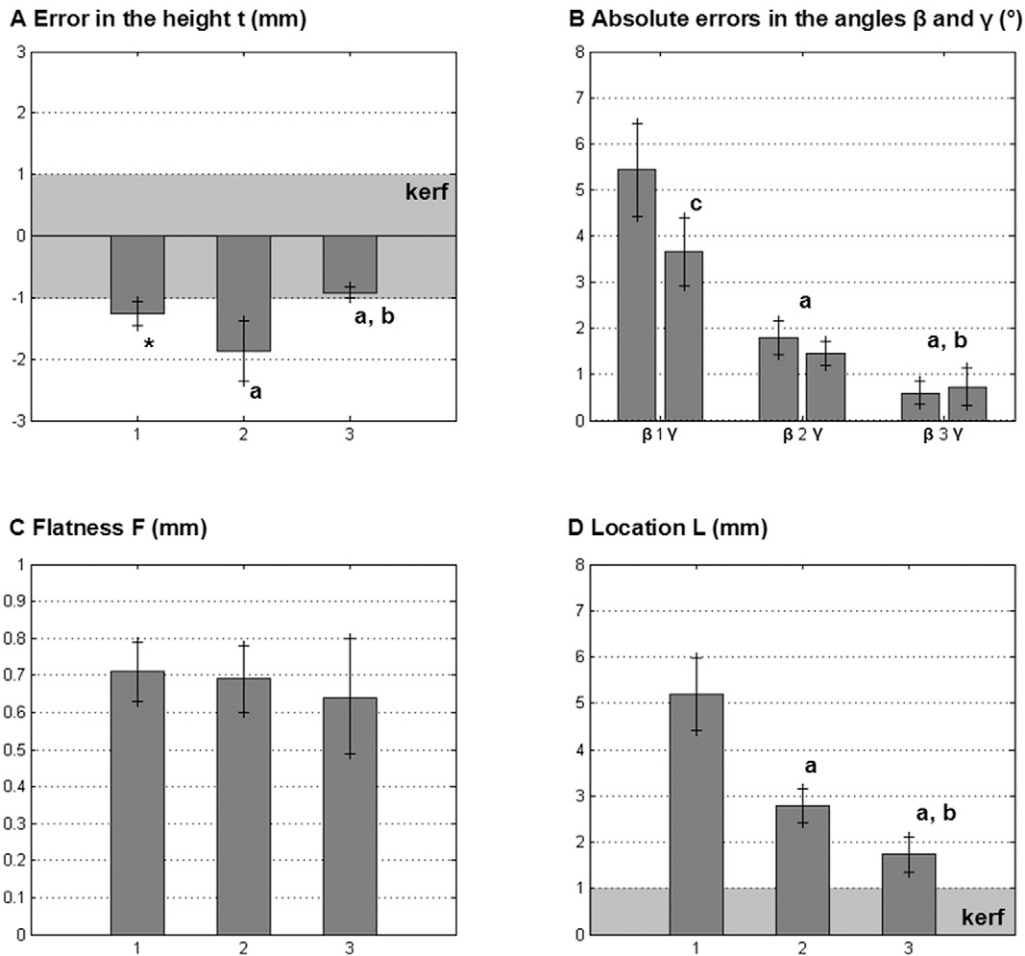 A Error in the height t (mm)
3
2
1
kerf
0
-1
a, b
*
-2
a
-3
1 2 3
B Absolute errors in the angles β and γ (°)
8
7
6
5
c
4
3
a
2
a, b
1
0
β 1 γ β 2 γ β 3 γ
C Flatness F (mm)
1
0.9
0.8
0.7
0.6
0.5
0.4
0.3
0.2
0.1
0
1 2 3
D Location L (mm)
8
7
6
5
4
a
3
a, b
2
1
kerf
0
1 2 3